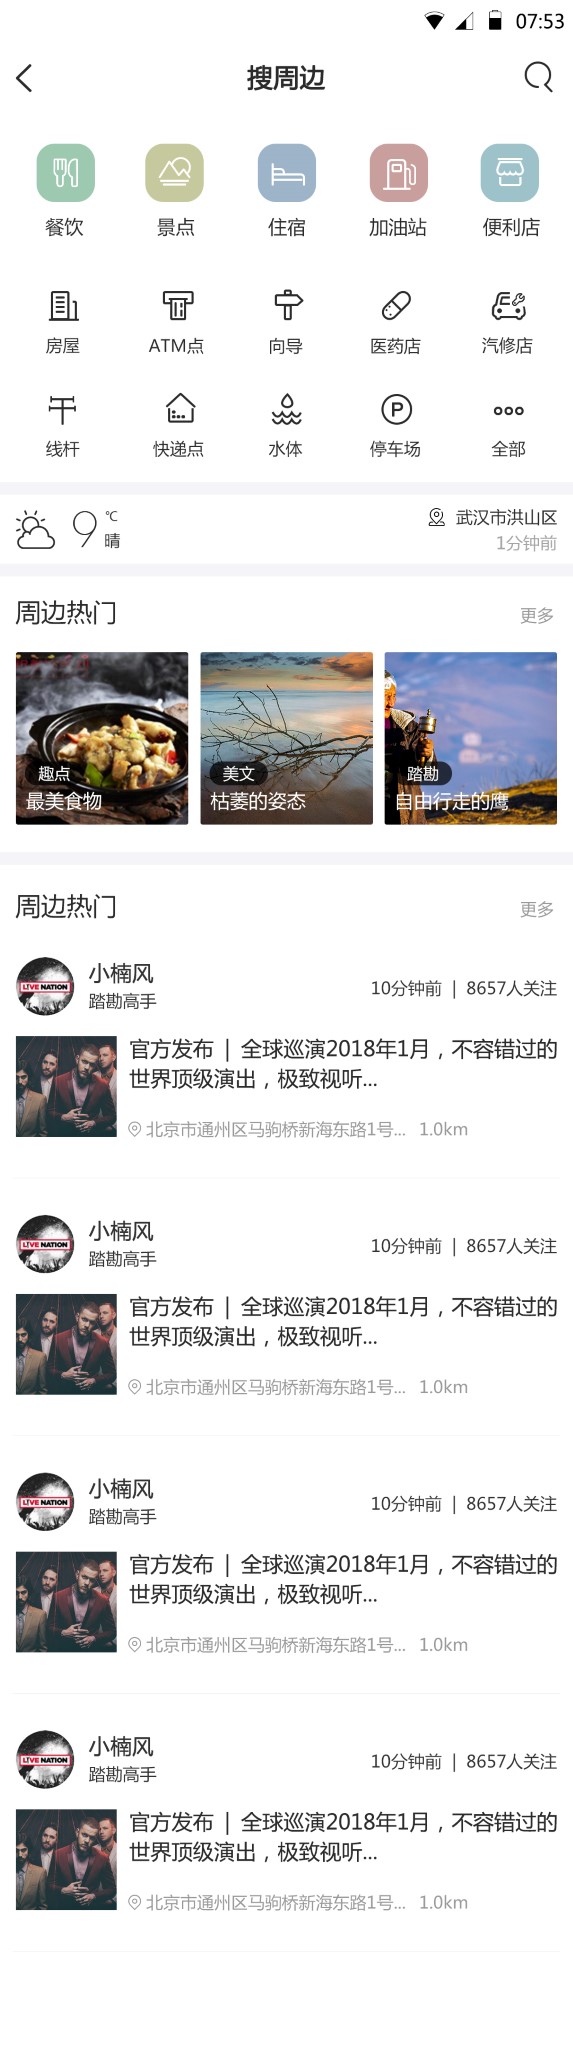 07:53
搜周边
餐饮 景点 住宿 加油站 便利店
房屋 ATM点 向导 医药店 汽修店
P
线杆 快递点 水体 停车场 全部
9 ℃ 晴 武汉市洪山区
1分钟前
周边热门 更多
趣点 美文 踏勘
最美食物 枯萎的姿态 自由行走的鹰
周边热门 更多
LIVE NATION
小楠风
踏勘高手
10分钟前 | 8657人关注
官方发布 | 全球巡演2018年1月，不容错过的
世界顶级演出，极致视听...
北京市通州区马驹桥新海东路1号... 1.0km
LIVE NATION
小楠风
踏勘高手
10分钟前 | 8657人关注
官方发布 | 全球巡演2018年1月，不容错过的
世界顶级演出，极致视听...
北京市通州区马驹桥新海东路1号... 1.0km
LIVE NATION
小楠风
踏勘高手
10分钟前 | 8657人关注
官方发布 | 全球巡演2018年1月，不容错过的
世界顶级演出，极致视听...
北京市通州区马驹桥新海东路1号... 1.0km
LIVE NATION
小楠风
踏勘高手
10分钟前 | 8657人关注
官方发布 | 全球巡演2018年1月，不容错过的
世界顶级演出，极致视听...
北京市通州区马驹桥新海东路1号... 1.0km